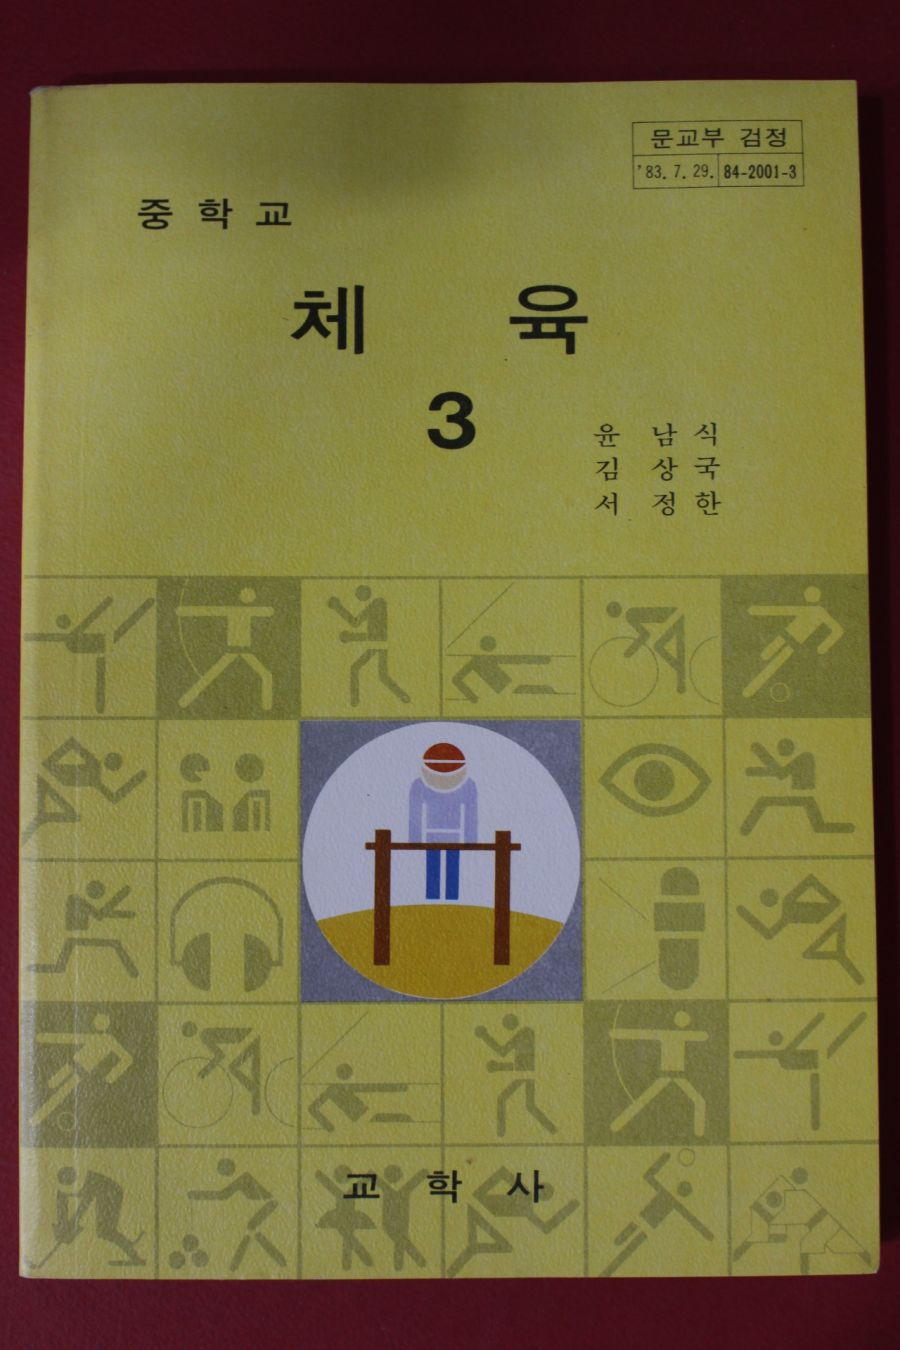 문교부 검정
'83. 7. 29. 84-2001-3
중 학 교
체 육
3
윤 남 식
김 상 국
서 정 한
교 학 사